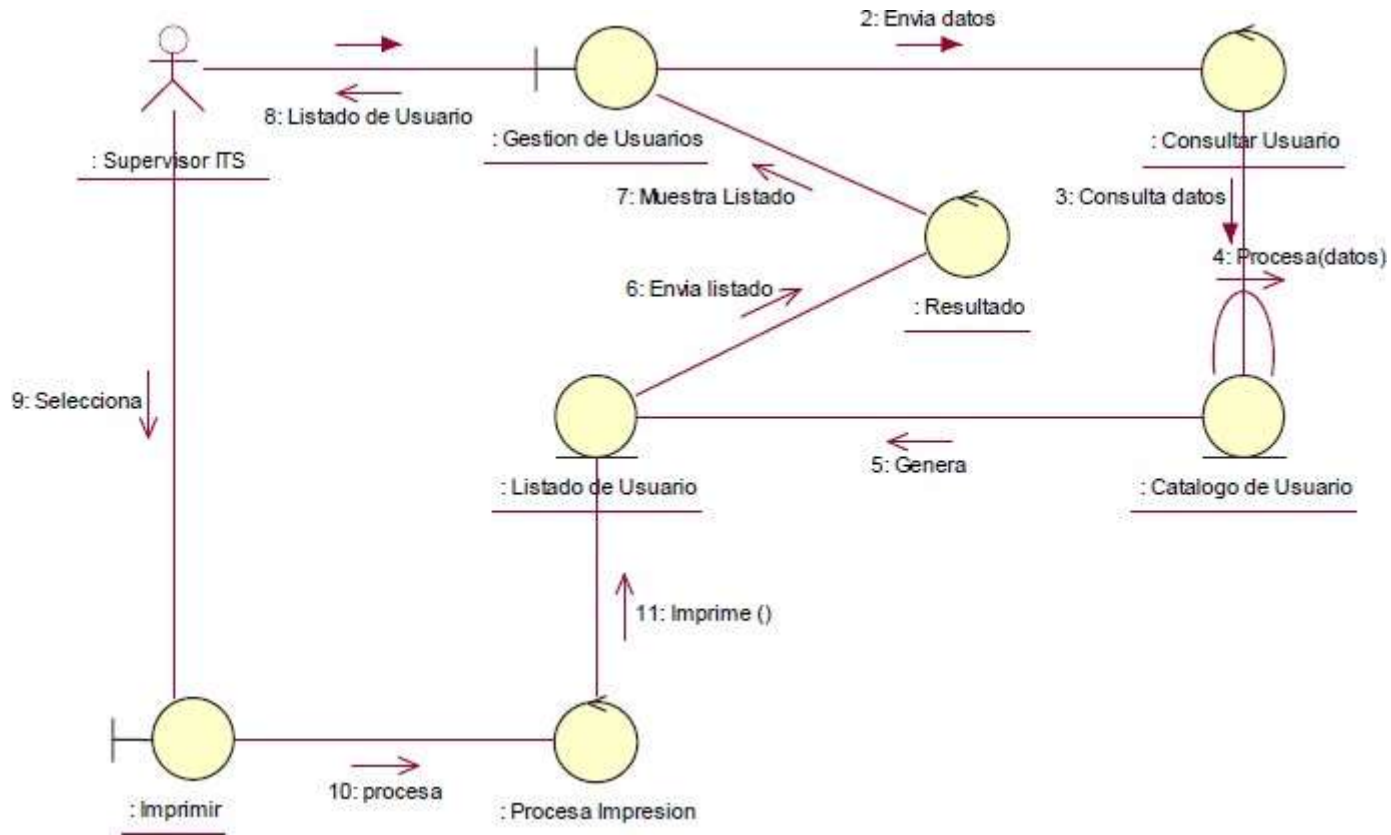 2: Envia datos
8: Listado de Usuario
: Gestion de Usuarios
: Consultar Usuario
: Supervisor ITS
7: Muestra Listado
3: Consulta datos
4: Procesa(datos)
6: Envia listado
: Resultado
9: Selecciona
5: Genera
: Listado de Usuario
: Catalogo de Usuario
11: Imprime ()
10: procesa
: Imprimir
: Procesa Impresion